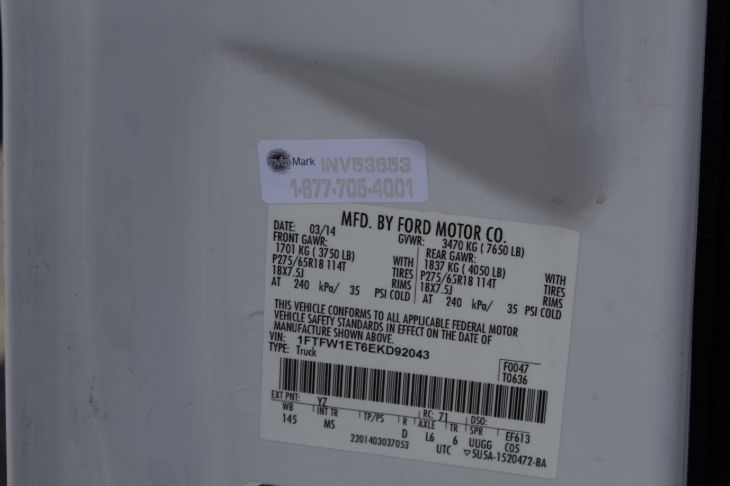 Mark INV53653
1-877-706-4001
MFD. BY FORD MOTOR CO.
DATE: 03/14 GVWR: 3470 KG ( 7650 LB)
FRONT GAWR: REAR GAWR:
1701 KG ( 3750 LB) WITH 1837 KG ( 4050 LB) WITH
P275/65R18 114T TIRES P275/65R18 114T TIRES
18X7.5J RIMS 18X7.5J RIMS
AT 240 kPa/ 35 PSI COLD AT 240 kPa/ 35 PSI COLD
THIS VEHICLE CONFORMS TO ALL APPLICABLE FEDERAL MOTOR
VEHICLE SAFETY STANDARDS IN EFFECT ON THE DATE OF
MANUFACTURE SHOWN ABOVE.
VIN: 1FTFW1ET6EKD92043
TYPE: Truck
F0047
T0636
EXT PNT: YZ RC: 71 DSO:
WB INT TR TP/PS R AXLE TR SPR EF613
145 MS D L6 6 UUGG C05
2201403037053 UTC 5U5A-1520472-BA